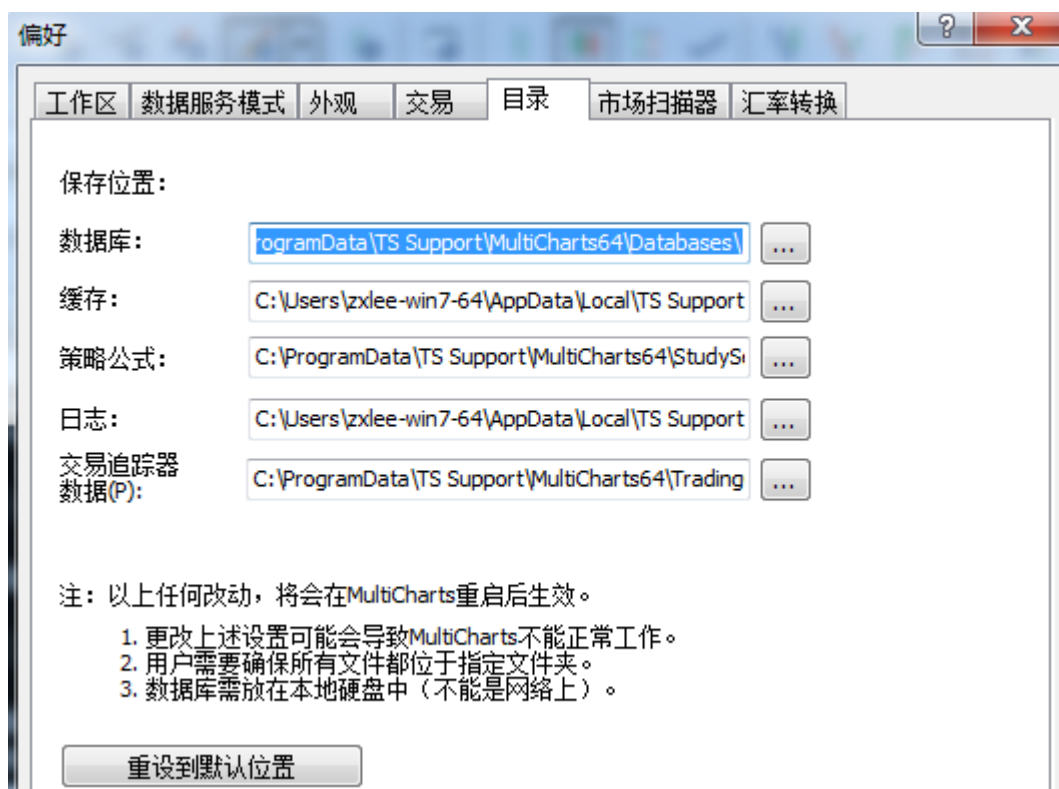 偏好
工作区 数据服务模式 外观 交易 目录 市场扫描器 汇率转换
保存位置：
数据库： rogramData\TS Support\MultiCharts64\Databases\ ...
缓存： C:\Users\zxlee-win7-64\AppData\Local\TS Support ...
策略公式： C:\ProgramData\TS Support\MultiCharts64\StudyS ...
日志： C:\Users\zxlee-win7-64\AppData\Local\TS Support ...
交易追踪器
数据(P): C:\ProgramData\TS Support\MultiCharts64\Trading ...
注：以上任何改动，将会在MultiCharts重启后生效。
1. 更改上述设置可能会导致MultiCharts不能正常工作。
2. 用户需要确保所有文件都位于指定文件夹。
3. 数据库需放在本地硬盘中（不能是网络上）。
重设到默认位置